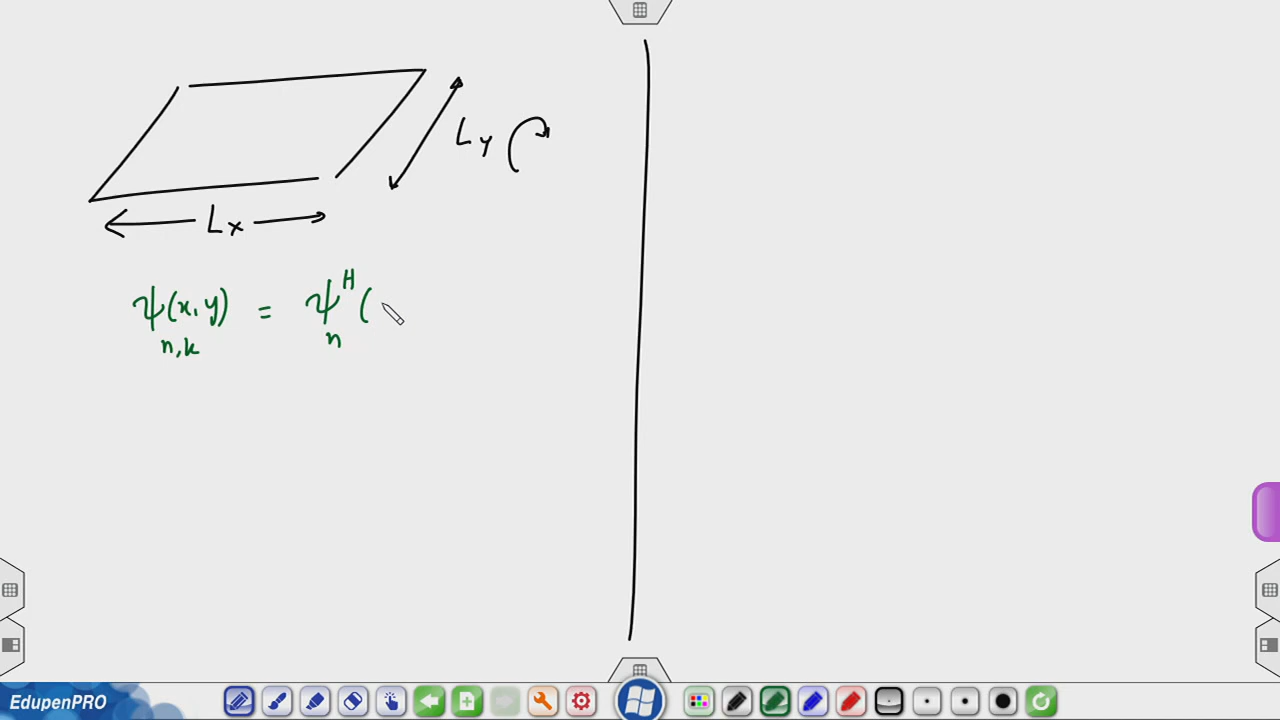 Ly
Lx
ψ(x, y) = ψ^H (
n,k n
EdupenPRO